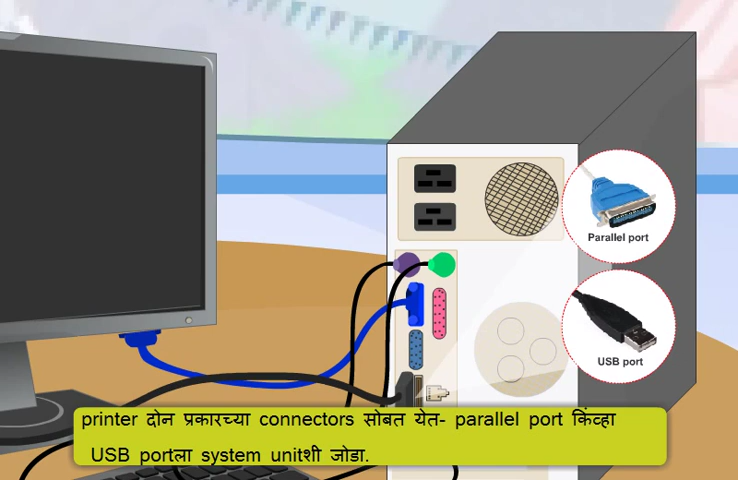 Parallel port
USB port
printer दोन प्रकारच्या connectors सोबत येत- parallel port किंव्हा
USB portला system unitशी जोडा.